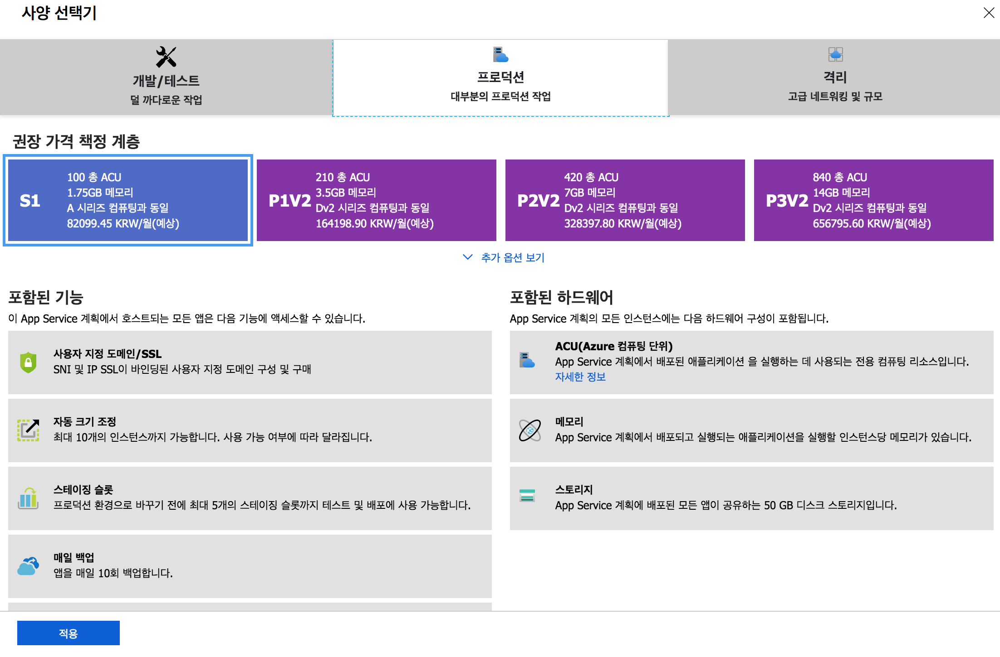 사양 선택기
개발/테스트
덜 까다로운 작업
프로덕션
대부분의 프로덕션 작업
격리
고급 네트워킹 및 규모
권장 가격 책정 계층
S1
100 총 ACU
1.75GB 메모리
A 시리즈 컴퓨팅과 동일
82099.45 KRW/월(예상)
P1V2
210 총 ACU
3.5GB 메모리
Dv2 시리즈 컴퓨팅과 동일
164198.90 KRW/월(예상)
P2V2
420 총 ACU
7GB 메모리
Dv2 시리즈 컴퓨팅과 동일
328397.80 KRW/월(예상)
P3V2
840 총 ACU
14GB 메모리
Dv2 시리즈 컴퓨팅과 동일
656795.60 KRW/월(예상)
추가 옵션 보기
포함된 기능
이 App Service 계획에서 호스트되는 모든 앱은 다음 기능에 액세스할 수 있습니다.
사용자 지정 도메인/SSL
SNI 및 IP SSL이 바인딩된 사용자 지정 도메인 구성 및 구매
자동 크기 조정
최대 10개의 인스턴스까지 가능합니다. 사용 가능 여부에 따라 달라집니다.
스테이징 슬롯
프로덕션 환경으로 바꾸기 전에 최대 5개의 스테이징 슬롯까지 테스트 및 배포에 사용 가능합니다.
매일 백업
앱을 매일 10회 백업합니다.
포함된 하드웨어
App Service 계획의 모든 인스턴스에는 다음 하드웨어 구성이 포함됩니다.
ACU(Azure 컴퓨팅 단위)
App Service 계획에서 배포된 애플리케이션 을 실행하는 데 사용되는 전용 컴퓨팅 리소스입니다.
자세한 정보
메모리
App Service 계획에서 배포되고 실행되는 애플리케이션을 실행할 인스턴스당 메모리가 있습니다.
스토리지
App Service 계획에 배포된 모든 앱이 공유하는 50 GB 디스크 스토리지입니다.
적용